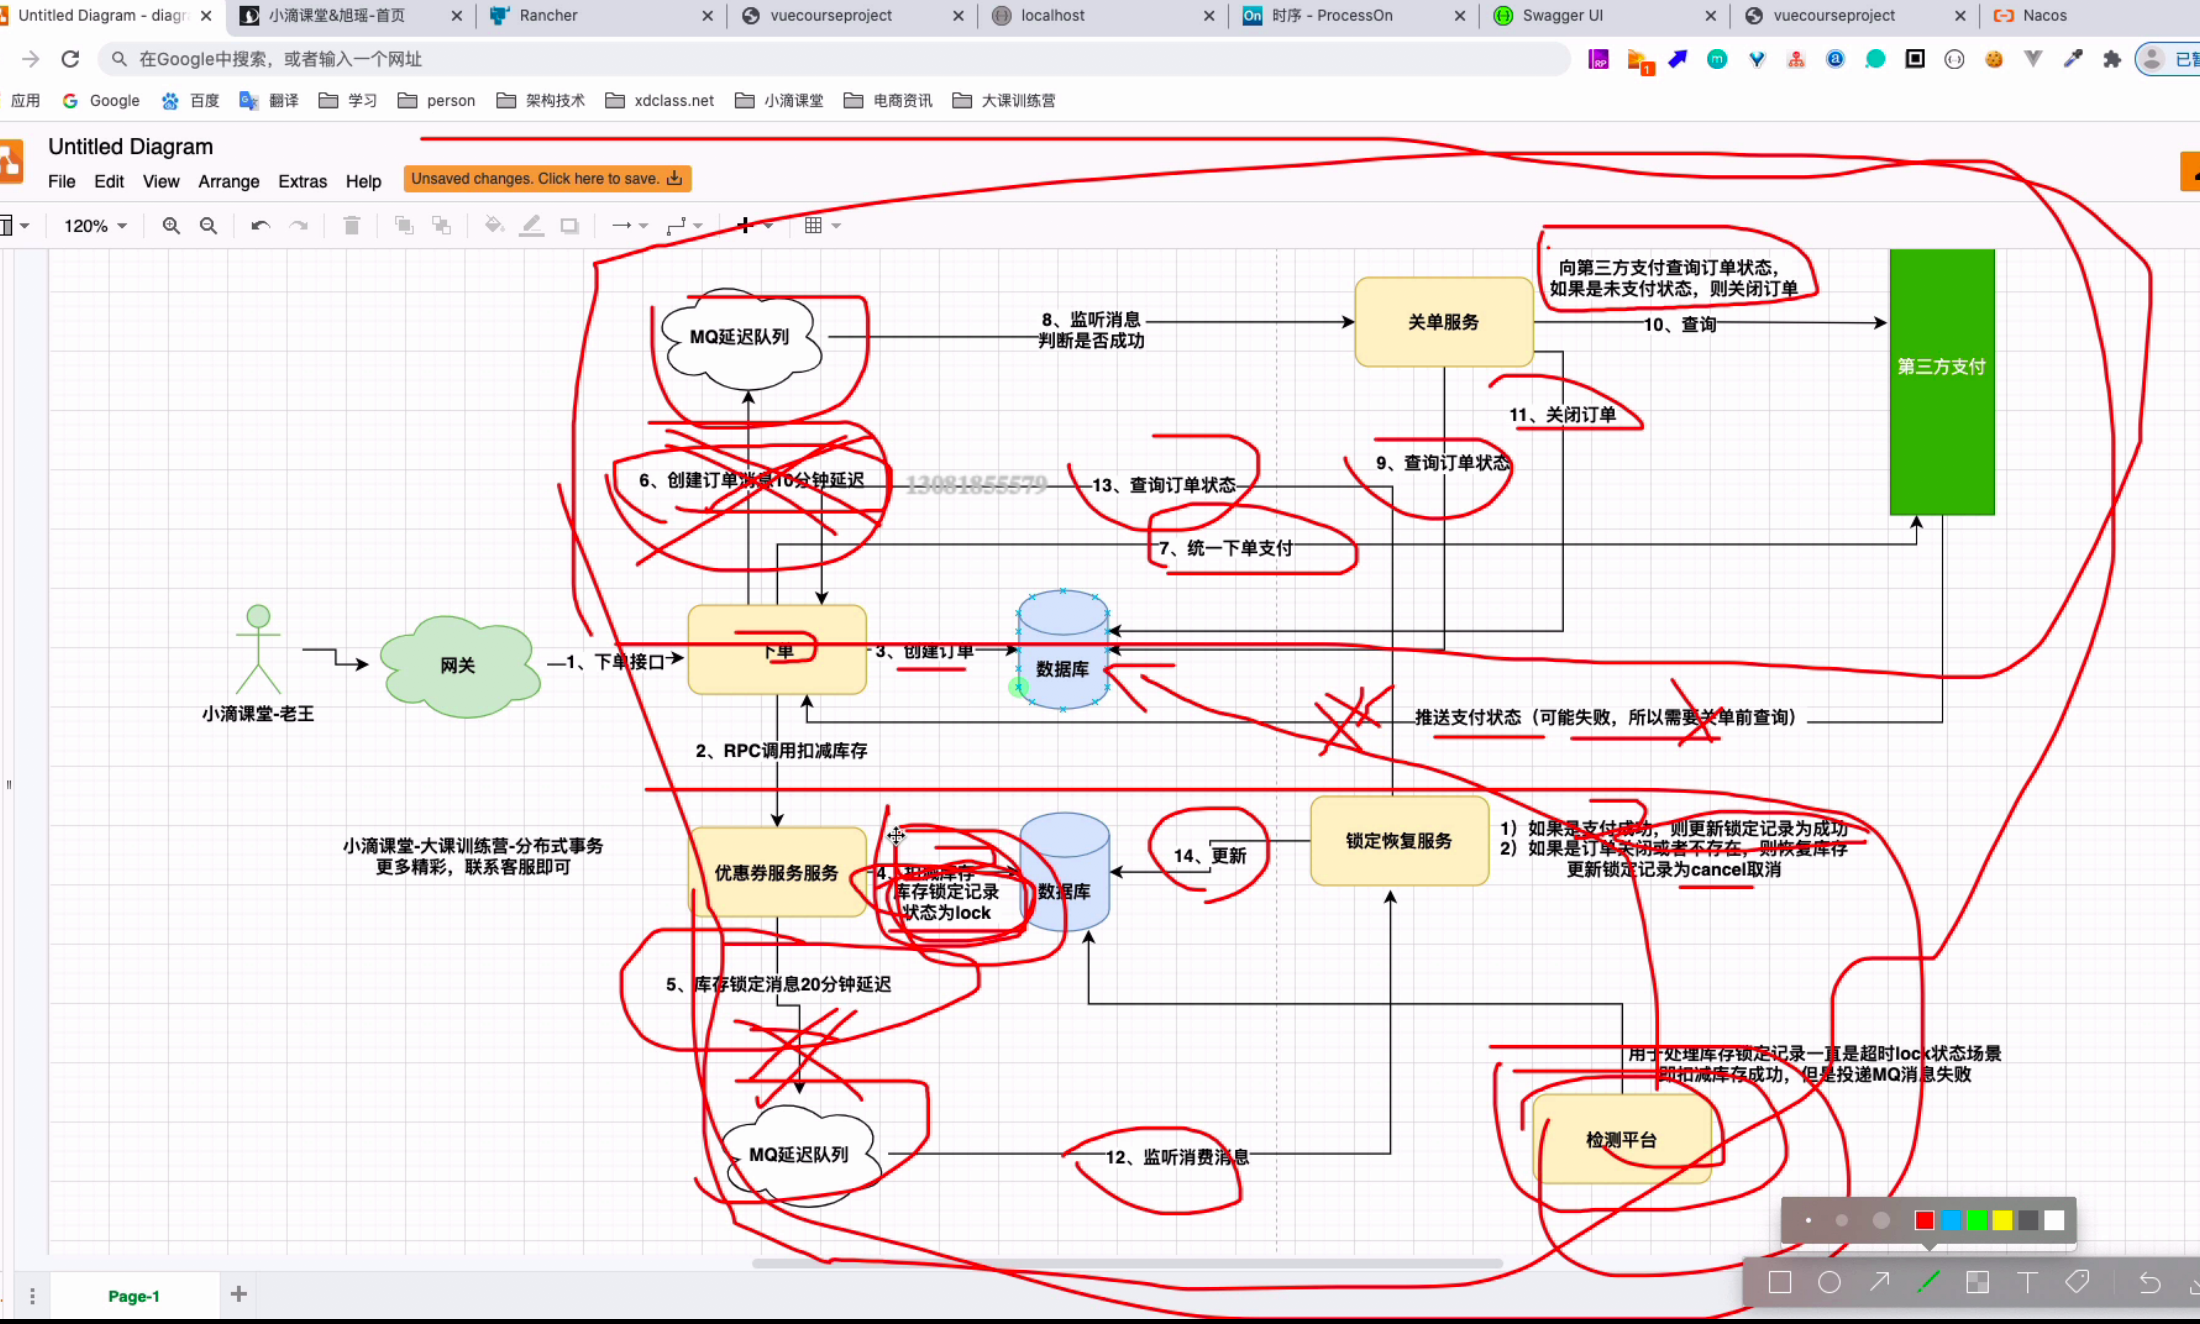 Untitled Diagram - diagr
小滴课堂&旭瑶-首页
Rancher
vuecourseproject
localhost
On 时序 - ProcessOn
Swagger UI
vuecourseproject
Nacos
在Google中搜索，或者输入一个网址
应用
Google
百度
翻译
学习
person
架构技术
xdclass.net
小滴课堂
电商资讯
大课训练营
Untitled Diagram
File Edit View Arrange Extras Help
Unsaved changes. Click here to save.
120%
向第三方支付查询订单状态，
如果是未支付状态，则关闭订单
MQ延迟队列
8、监听消息
判断是否成功
关单服务
10、查询
第三方支付
11、关闭订单
9、查询订单状态
6、创建订单消息10分钟延迟
13081855579
13、查询订单状态
7、统一下单支付
网关
1、下单接口
下单
3、创建订单
数据库
小滴课堂-老王
推送支付状态（可能失败，所以需要关单前查询）
2、RPC调用扣减库存
小滴课堂-大课训练营-分布式事务
更多精彩，联系客服即可
优惠券服务服务
4、扣减库存
库存锁定记录
状态为lock
数据库
14、更新
锁定恢复服务
1）如果是支付成功，则更新锁定记录为成功
2）如果是订单关闭或者不存在，则恢复库存
更新锁定记录为cancel取消
5、库存锁定消息20分钟延迟
用于处理库存锁定记录一直是超时lock状态场景
即扣减库存成功，但是投递MQ消息失败
检测平台
MQ延迟队列
12、监听消费消息
Page-1